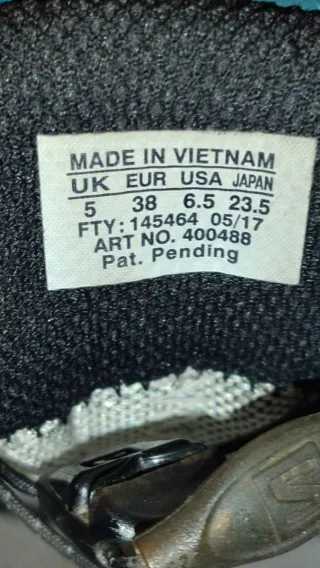 MADE IN VIETNAM
UK EUR USA JAPAN
5 38 6.5 23.5
FTY: 145464 05/17
ART NO. 400488
Pat. Pending